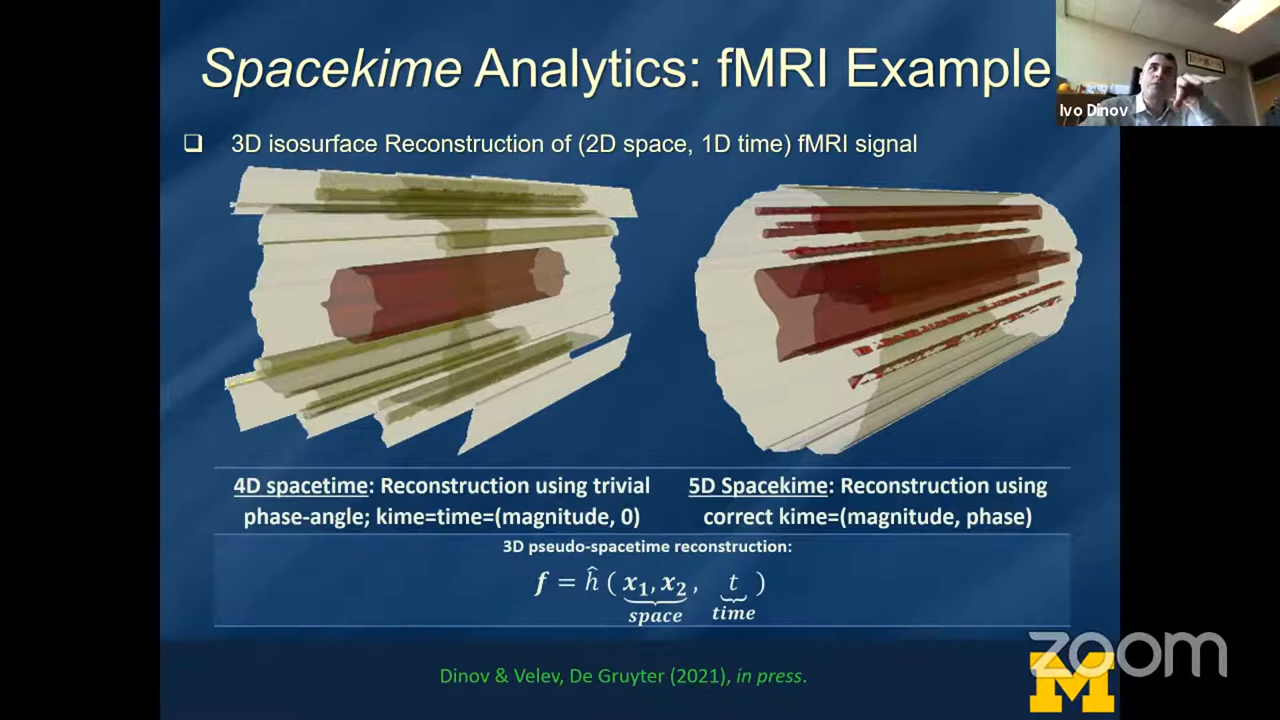 Spacekime Analytics: fMRI Example
Ivo Dinov
❑ 3D isosurface Reconstruction of (2D space, 1D time) fMRI signal
4D spacetime: Reconstruction using trivial
phase-angle; kime=time=(magnitude, 0)
5D Spacekime: Reconstruction using
correct kime=(magnitude, phase)
3D pseudo-spacetime reconstruction:
f = ĥ ( x₁, x₂ , t )
space time
Dinov & Velev, De Gruyter (2021), in press.
zoom
M